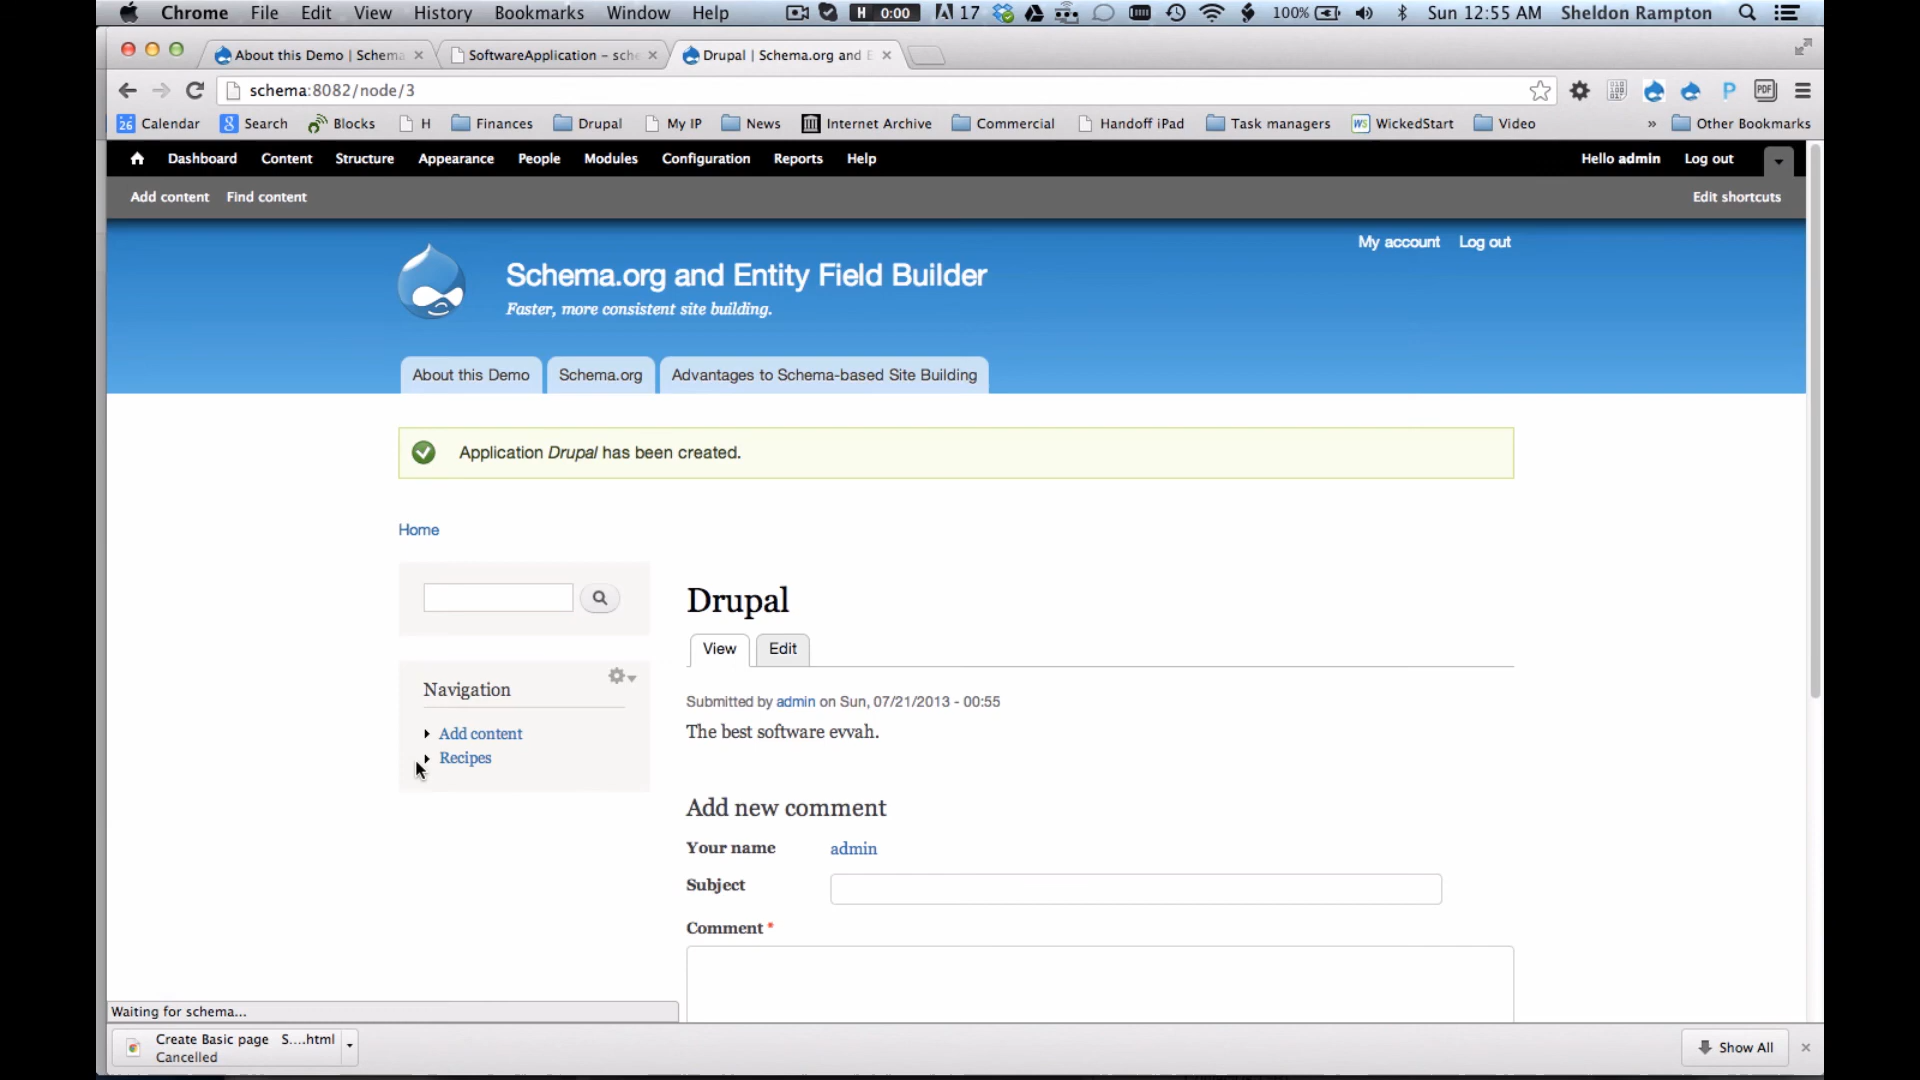 Chrome File Edit View History Bookmarks Window Help H 0:00 17 100% Sun 12:55 AM Sheldon Rampton
About this Demo | Schema SoftwareApplication – sche Drupal | Schema.org and E
schema:8082/node/3 P PDF
26 Calendar 8 Search Blocks H Finances Drupal My IP News Internet Archive Commercial Handoff iPad Task managers WS WickedStart Video » Other Bookmarks
Dashboard Content Structure Appearance People Modules Configuration Reports Help Hello admin Log out
Add content Find content Edit shortcuts
My account Log out
Schema.org and Entity Field Builder
Faster, more consistent site building.
About this Demo Schema.org Advantages to Schema-based Site Building
Application Drupal has been created.
Home
Drupal
View Edit
Navigation
Submitted by admin on Sun, 07/21/2013 - 00:55
Add content
The best software evvah.
Recipes
Add new comment
Your name admin
Subject
Comment *
Waiting for schema...
Create Basic page S....html
Cancelled
Show All